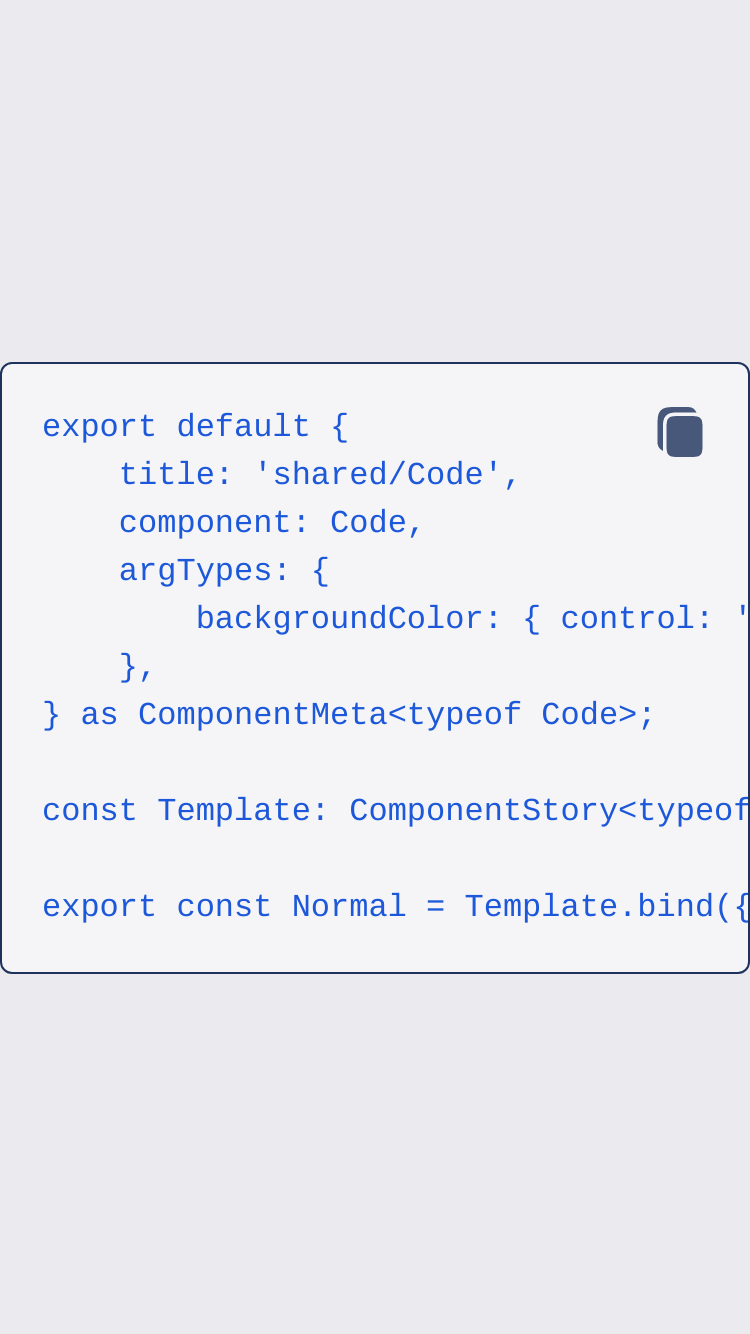 export default {
    title: 'shared/Code',
    component: Code,
    argTypes: {
        backgroundColor: { control: '
    },
} as ComponentMeta<typeof Code>;

const Template: ComponentStory<typeof

export const Normal = Template.bind({